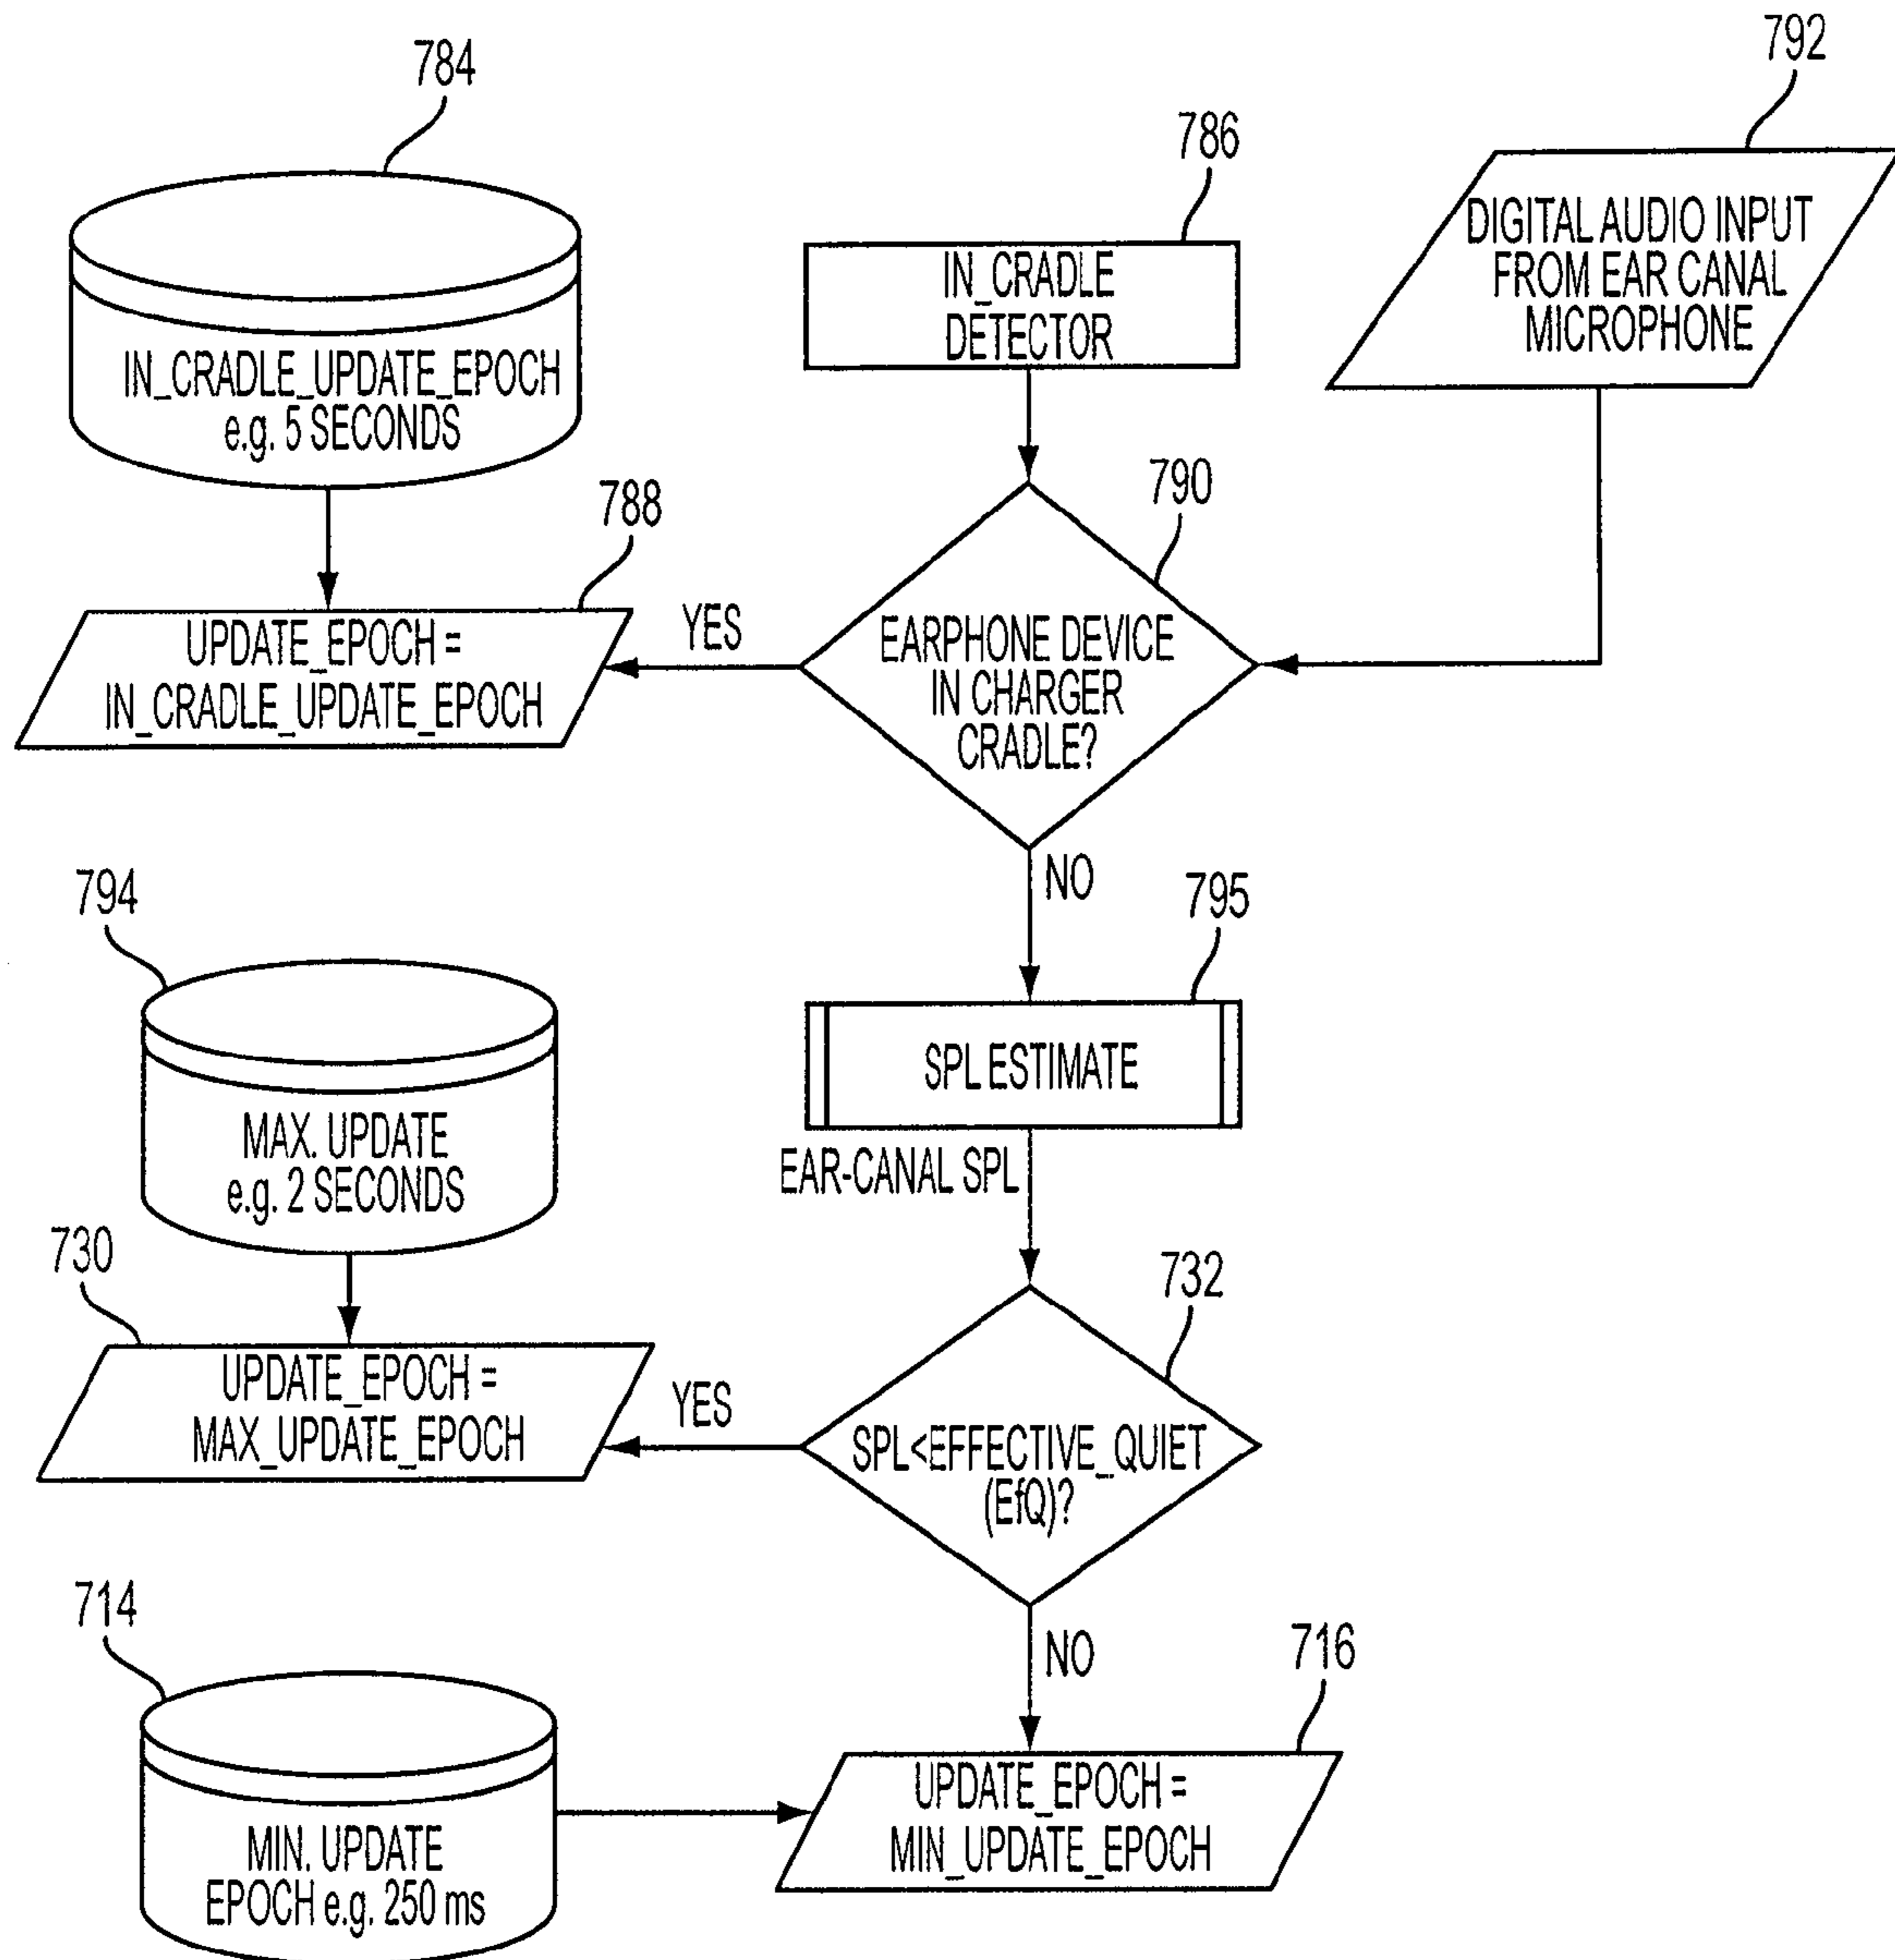 784
792
786
IN_CRADLE
DETECTOR
DIGITAL AUDIO INPUT
FROM EAR CANAL
MICROPHONE
IN_CRADLE_UPDATE_EPOCH
e.g. 5 SECONDS
788
790
UPDATE_EPOCH =
IN_CRADLE_UPDATE_EPOCH
YES
EARPHONE DEVICE
IN CHARGER
CRADLE?
NO
794
795
SPL ESTIMATE
MAX. UPDATE
e.g. 2 SECONDS
EAR-CANAL SPL
730
732
UPDATE_EPOCH =
MAX_UPDATE_EPOCH
YES
SPL<EFFECTIVE_QUIET
(EfQ)?
714
NO
716
MIN. UPDATE
EPOCH e.g. 250 ms
UPDATE_EPOCH =
MIN_UPDATE_EPOCH